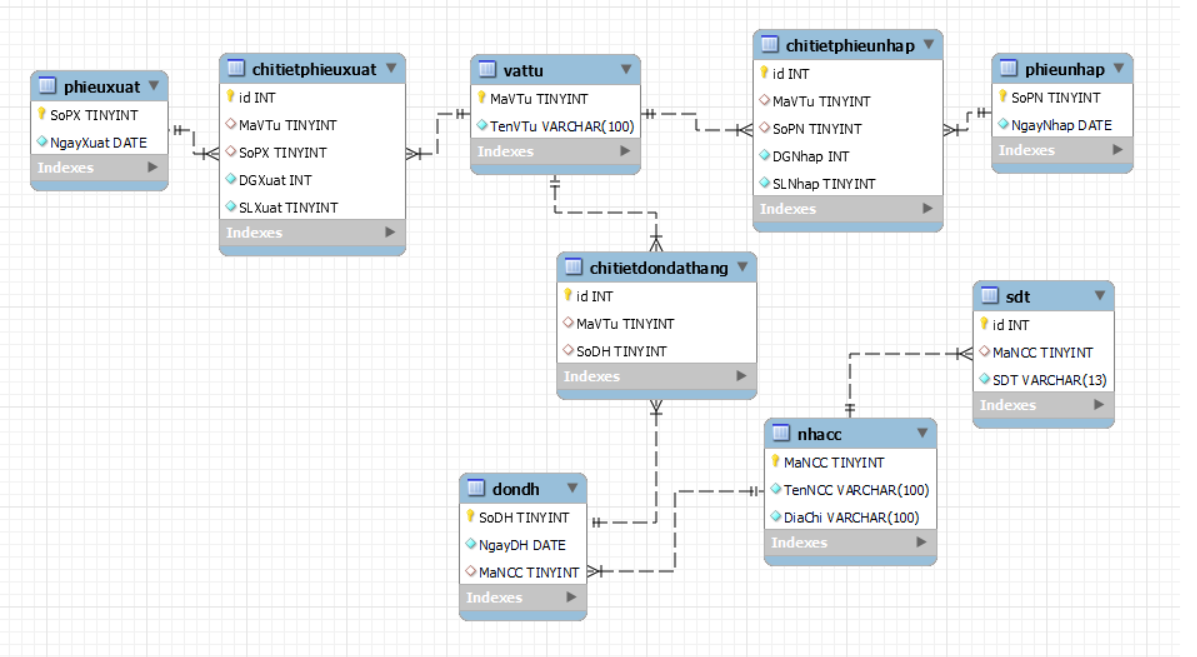 phieuxuat
SoPX TINYINT
NgayXuat DATE
Indexes
chitietphieuxuat
id INT
MaVTu TINYINT
SoPX TINYINT
DGXuat INT
SLXuat TINYINT
Indexes
vattu
MaVTu TINYINT
TenVTu VARCHAR(100)
Indexes
chitietphieunhap
id INT
MaVTu TINYINT
SoPN TINYINT
DGNhap INT
SLNhap TINYINT
Indexes
phieunhap
SoPN TINYINT
NgayNhap DATE
Indexes
chitietdondathang
id INT
MaVTu TINYINT
SoDH TINYINT
Indexes
sdt
id INT
MaNCC TINYINT
SDT VARCHAR(13)
Indexes
dondh
SoDH TINYINT
NgayDH DATE
MaNCC TINYINT
Indexes
nhacc
MaNCC TINYINT
TenNCC VARCHAR(100)
DiaChi VARCHAR(100)
Indexes